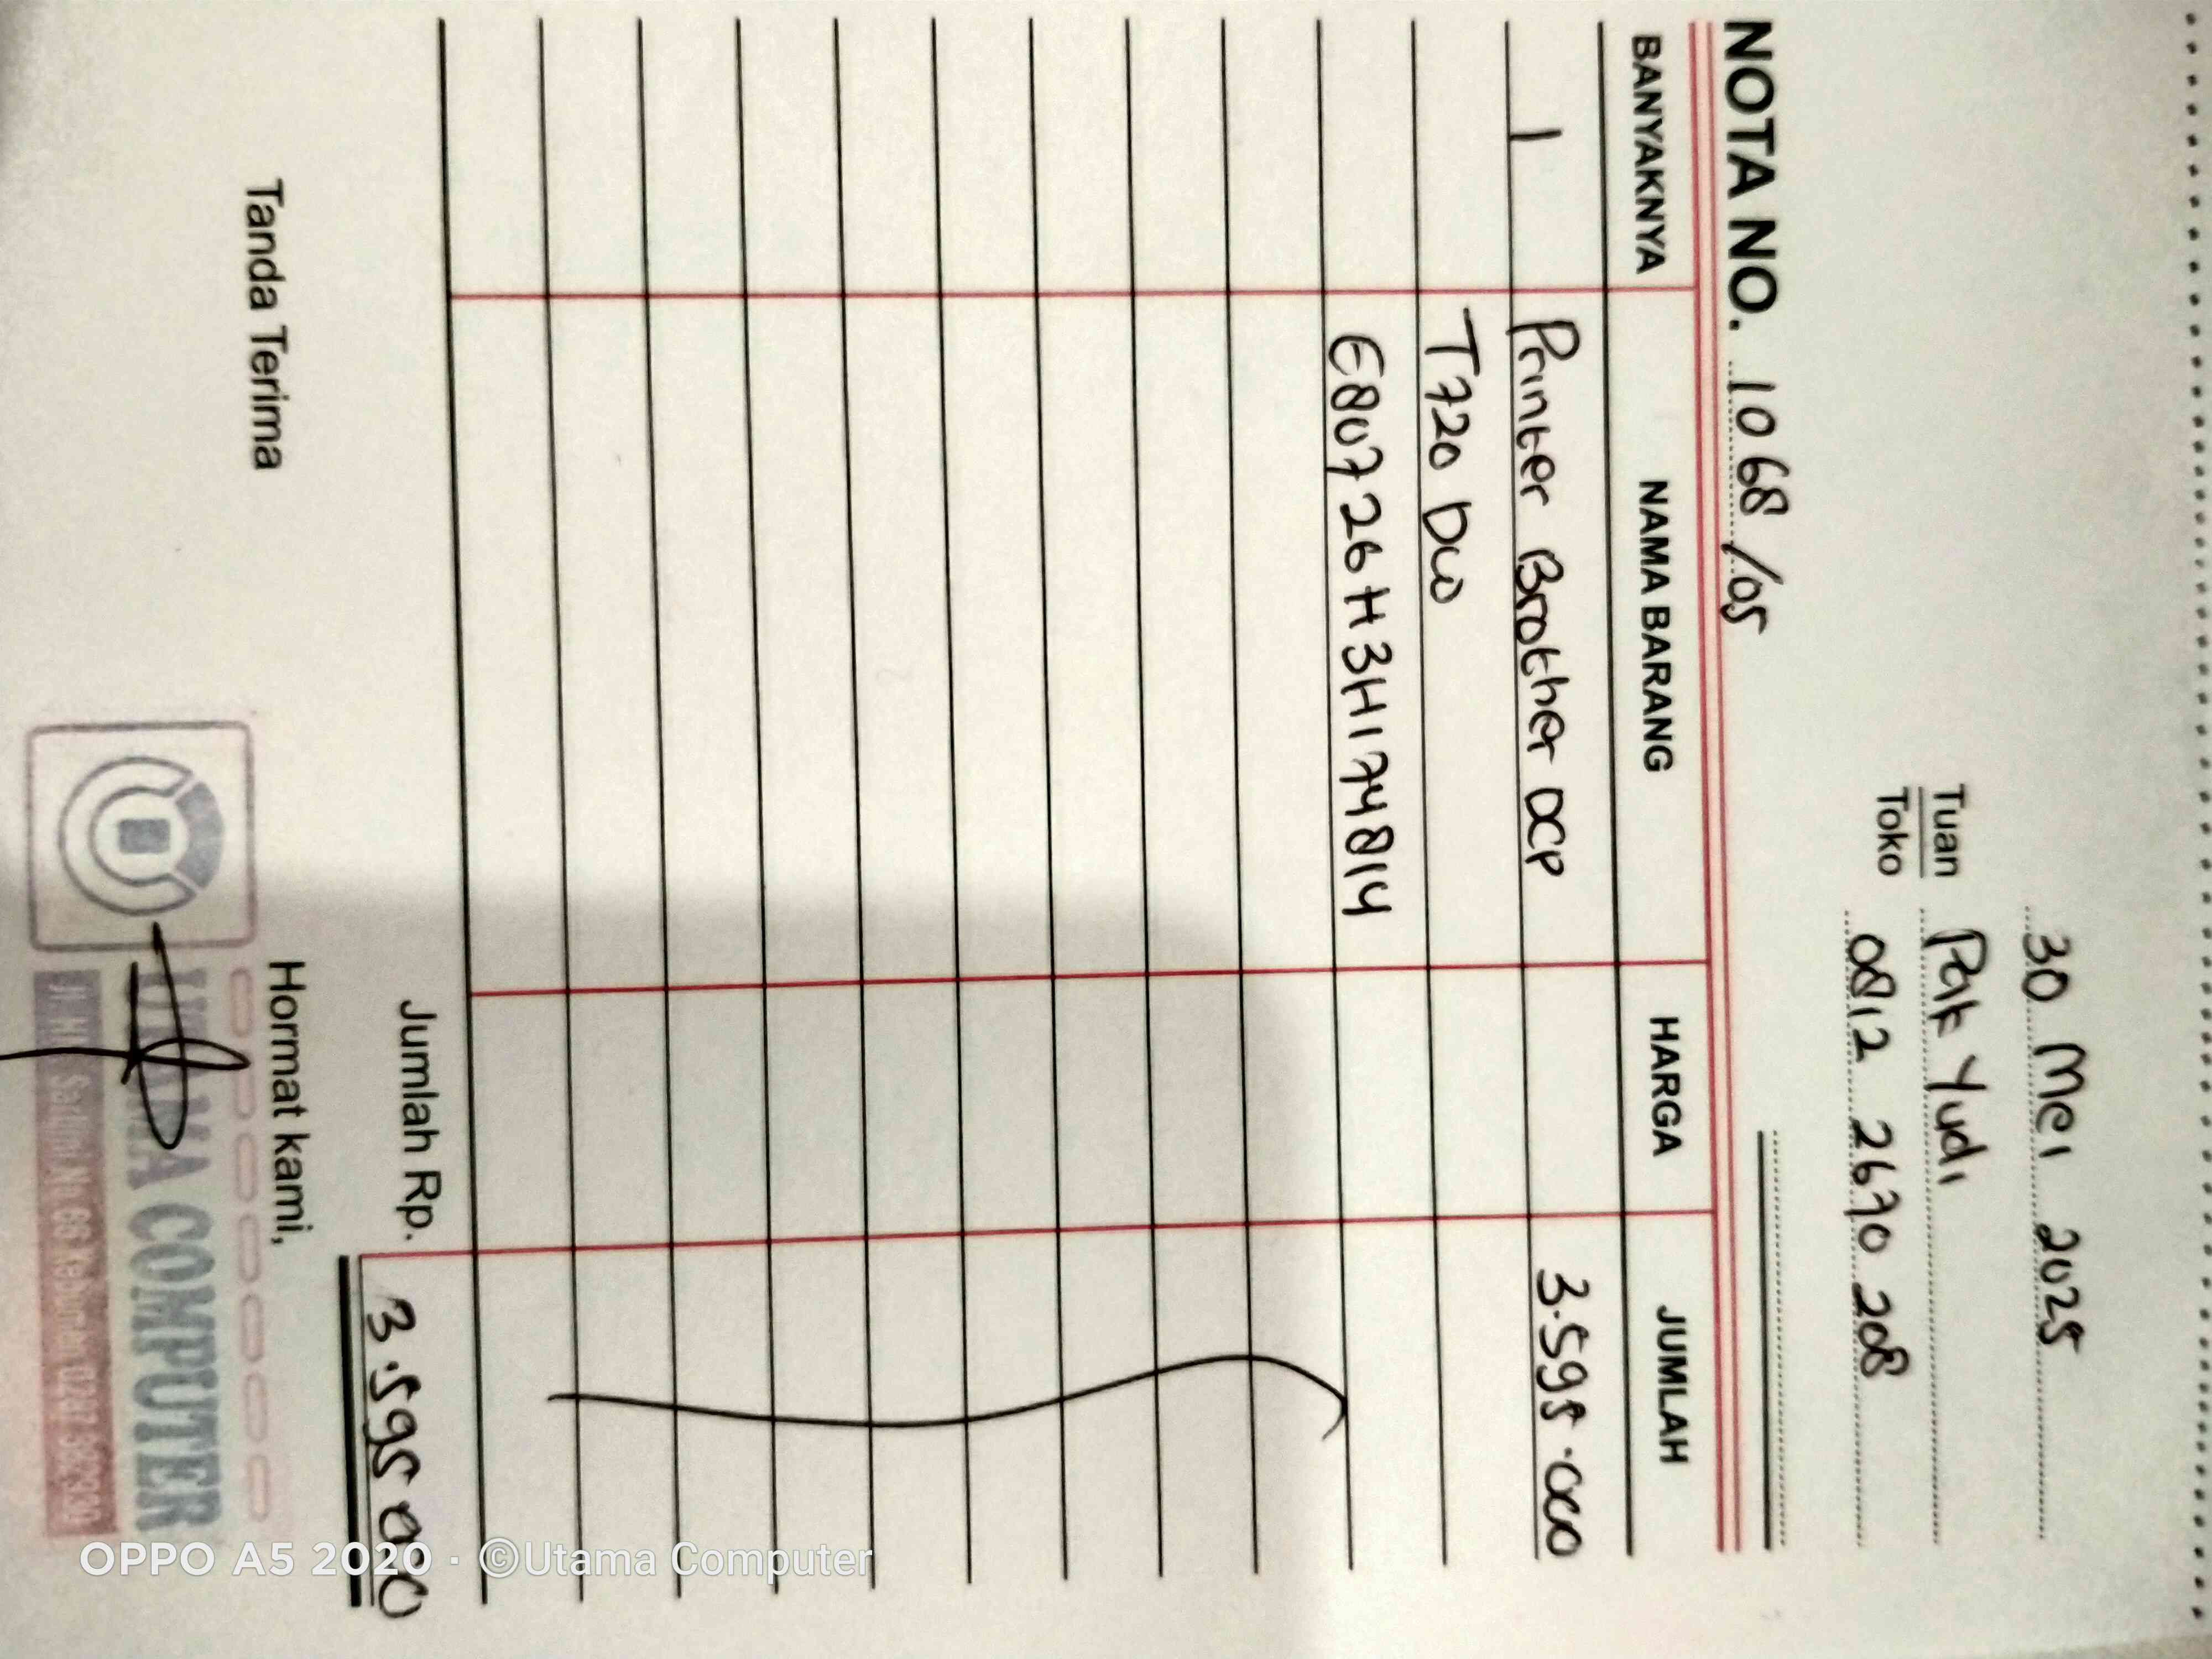 30 Mei 2025
Tuan Pak Yudi
Toko 0812 2670 208
NOTA NO. 1068/05
BANYAKNYA NAMA BARANG HARGA JUMLAH
1 Printer Brother DCP 3.595.000
T720 DW
E80726H3H174814
Jumlah Rp. 3.595.000
Tanda Terima Hormat kami,
UTAMA COMPUTER
Kebumen 0287
OPPO A5 2020 · ©Utama Computer